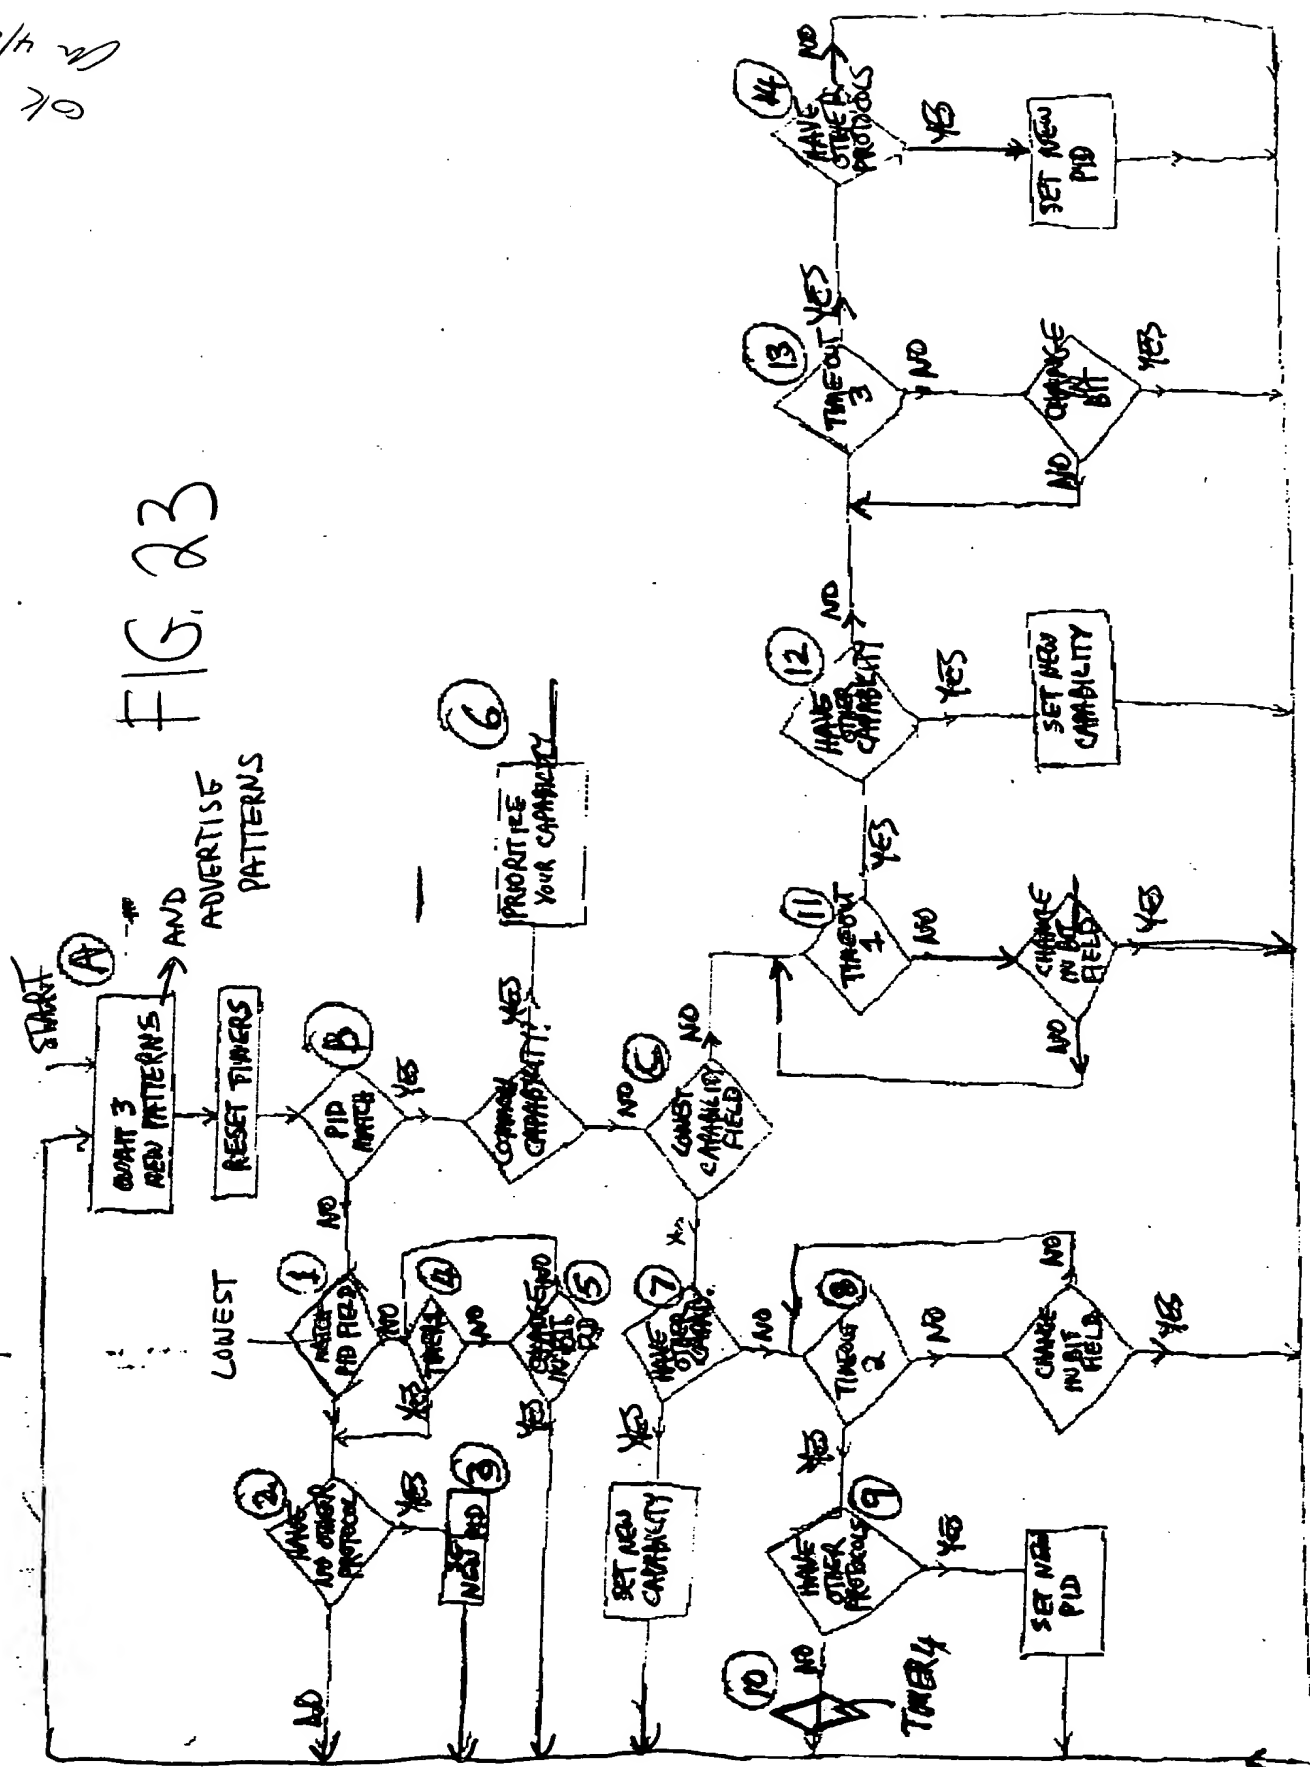 OK
FIG. 23
START
A
AND
ADVERTISE
PATTERNS
WAIT 3
NEW PATTERNS
RESET TIMERS
B
PID
MATCH
NO
YES
LOWEST
1
MATCH
PID FIELD
NO
4
TIMER 1
NO
YES
CHANGE
IN BIT
FLD
NO
5
YES
2
HAVE
NO OTHER
PROTOCOL
NO
YES
3
NEW PID
COMMON
CAPABILITY?
YES
6
PRIORITIZE
YOUR CAPABILITY
NO
C
LOWEST
CAPABILITY
FIELD
NO
7
HAVE
OTHER
NO
YES
SET NEW
CAPABILITY
8
TIMEOUT
2
NO
YES
CHANGE
IN BIT
FIELD
NO
YES
9
HAVE
OTHER
PROTOCOLS
YES
SET NEW
PID
NO
10
TIMER 4
11
TIMEOUT
1
YES
NO
CHANGE
IN BIT
FIELD
NO
YES
12
HAVE
OTHER
CAPABILITY
NO
YES
SET NEW
CAPABILITY
13
TIMEOUT
3
YES
NO
CHANGE
IN
BIT
NO
YES
14
HAVE
OTHER
PROTOCOLS
NO
YES
SET NEW
PID